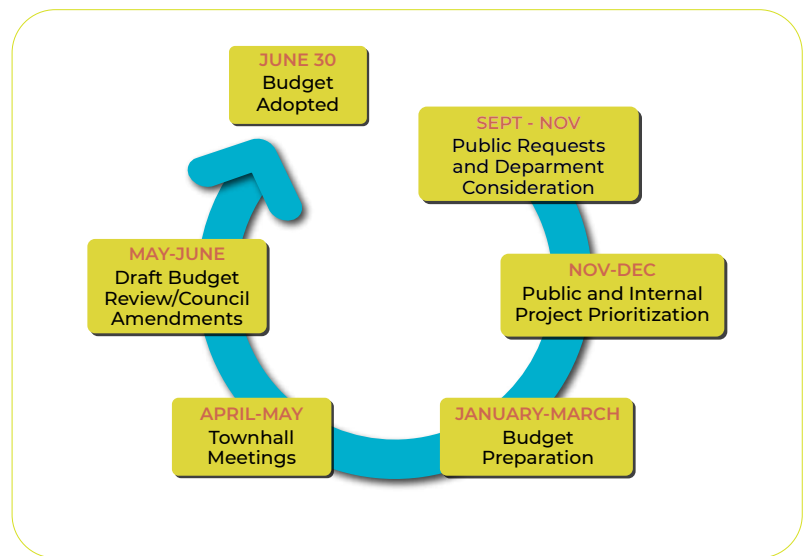 JUNE 30
Budget
Adopted
SEPT - NOV
Public Requests
and Deparment
Consideration
NOV-DEC
Public and Internal
Project Prioritization
JANUARY-MARCH
Budget
Preparation
APRIL-MAY
Townhall
Meetings
MAY-JUNE
Draft Budget
Review/Council
Amendments